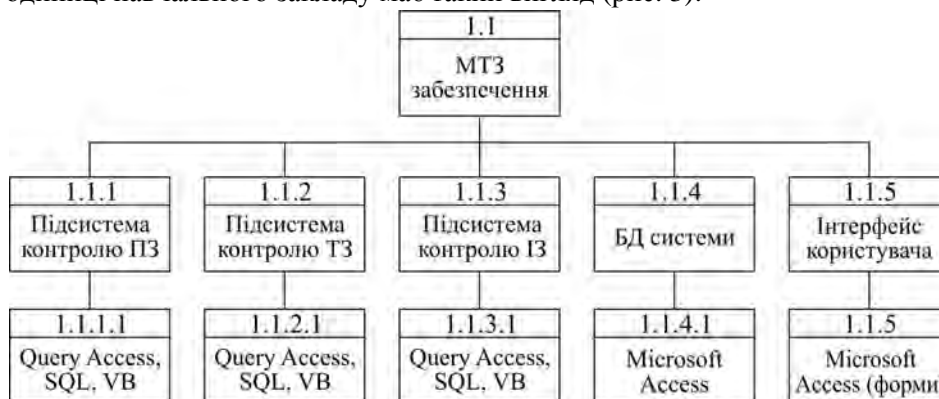 одиниці навчального закладу має такий вигляд (рис. 3):
1.1
МТЗ
забезпечення
1.1.1
Підсистема
контролю ПЗ
1.1.2
Підсистема
контролю ТЗ
1.1.3
Підсистема
контролю ІЗ
1.1.4
БД системи
1.1.5
Інтерфейс
користувача
1.1.1.1
Query Access,
SQL, VB
1.1.2.1
Query Access,
SQL, VB
1.1.3.1
Query Access,
SQL, VB
1.1.4.1
Microsoft
Access
1.1.5
Microsoft
Access (форми